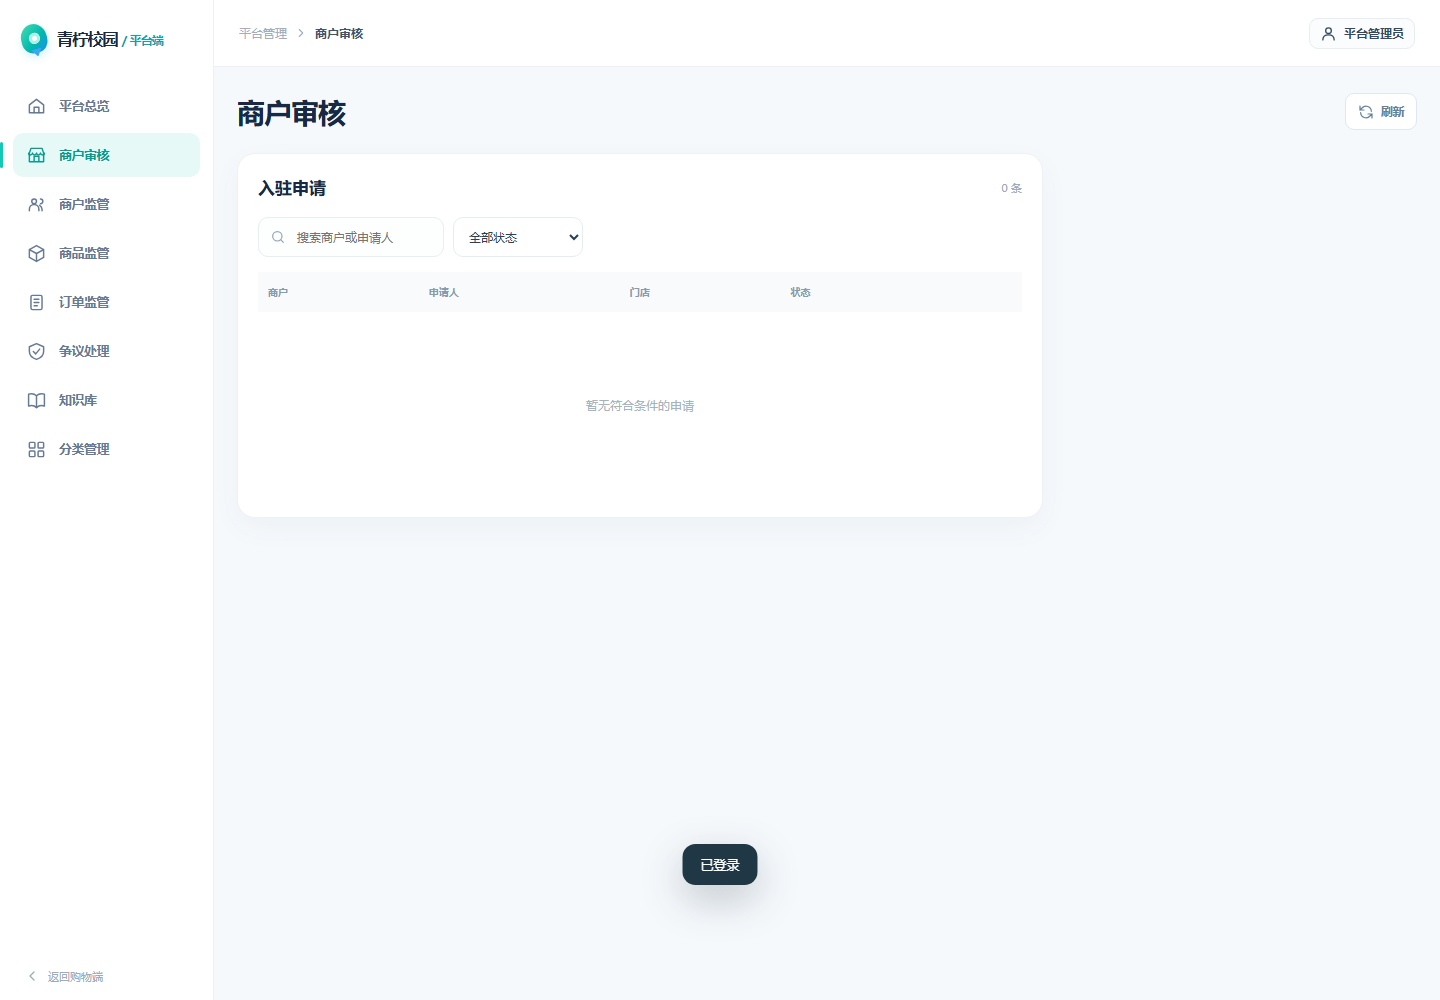 青柠校园 / 平台端
平台总览
商户审核
商户监管
商品监管
订单监管
争议处理
知识库
分类管理
返回购物端
平台管理 > 商户审核
平台管理员
商户审核
刷新
入驻申请
0 条
搜索商户或申请人
全部状态
商户 申请人 门店 状态
暂无符合条件的申请
已登录